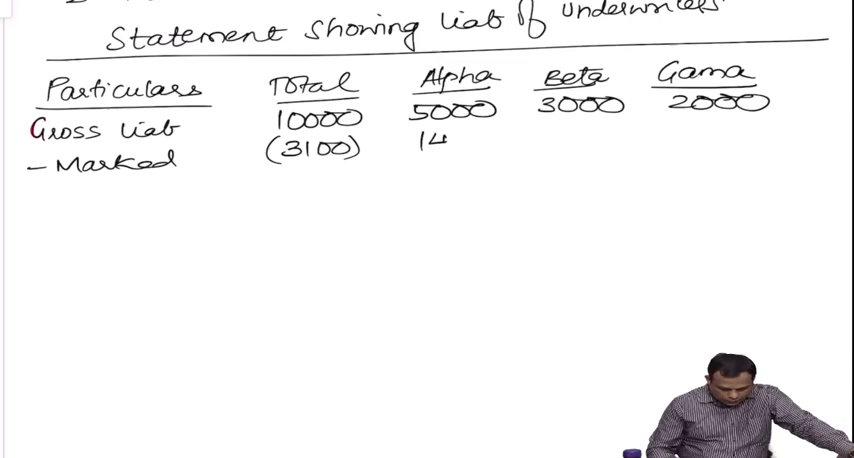 Statement Showing Liab of Underwriters
Particulars Total Alpha Beta Gama
Gross Liab 10000 5000 3000 2000
- Marked (3100) 14